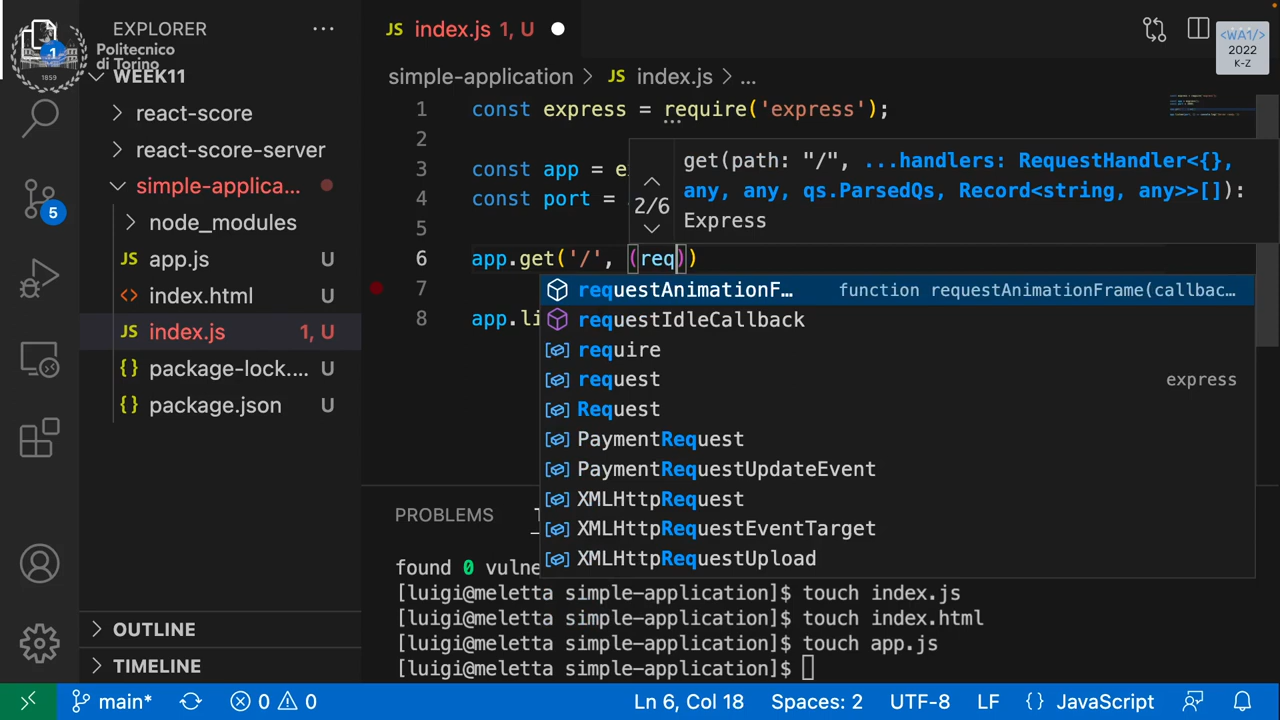 EXPLORER
index.js 1, U
<WA1/>
2022
K-Z
1
Politecnico
di Torino
1859
WEEK11
simple-application > JS index.js > ...
react-score
react-score-server
simple-applica...
node_modules
JS app.js U
<> index.html U
JS index.js 1, U
{} package-lock.... U
{} package.json U
5
1 const express = require('express');
2
3 const app = e
4 const port =
5
6 app.get('/', (req))
7
8 app.li
2/6
get(path: "/", ...handlers: RequestHandler<{},
any, any, qs.ParsedQs, Record<string, any>>[]):
Express
requestAnimationF… function requestAnimationFrame(callbac…
requestIdleCallback
require
request express
Request
PaymentRequest
PaymentRequestUpdateEvent
XMLHttpRequest
XMLHttpRequestEventTarget
XMLHttpRequestUpload
PROBLEMS
found 0 vulne
[luigi@meletta simple-application]$ touch index.js
[luigi@meletta simple-application]$ touch index.html
[luigi@meletta simple-application]$ touch app.js
[luigi@meletta simple-application]$
OUTLINE
TIMELINE
main* 0 0 Ln 6, Col 18 Spaces: 2 UTF-8 LF {} JavaScript